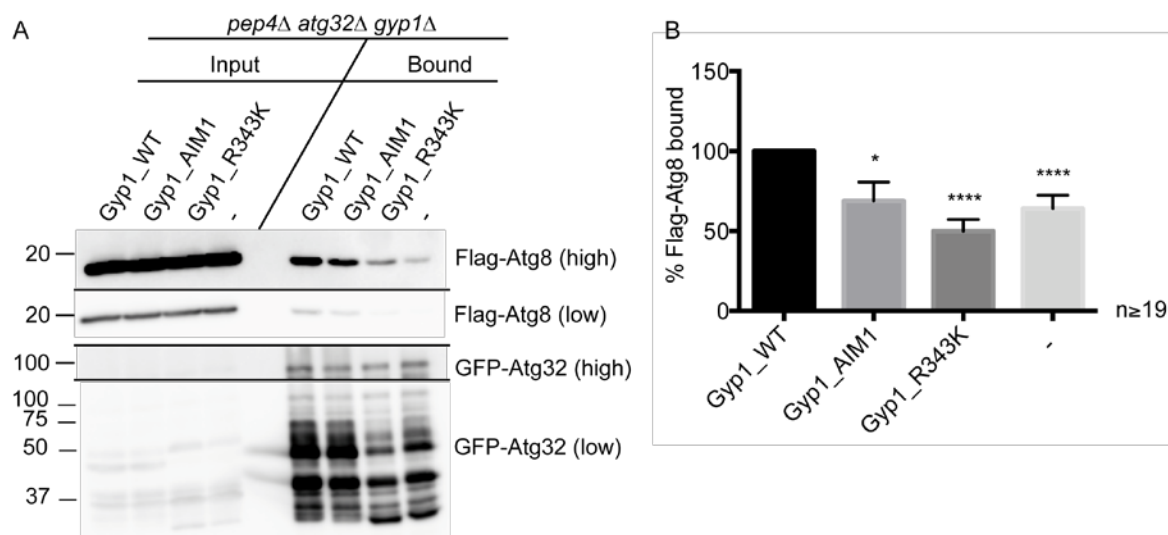 A
pep4Δ atg32Δ gyp1Δ
Input Bound
Gyp1_WT Gyp1_AIM1 Gyp1_R343K - Gyp1_WT Gyp1_AIM1 Gyp1_R343K -
20 Flag-Atg8 (high)
20 Flag-Atg8 (low)
100 GFP-Atg32 (high)
100
75
50 GFP-Atg32 (low)
37
B
% Flag-Atg8 bound
150
100
50
0
* **** ****
n≥19
Gyp1_WT Gyp1_AIM1 Gyp1_R343K -